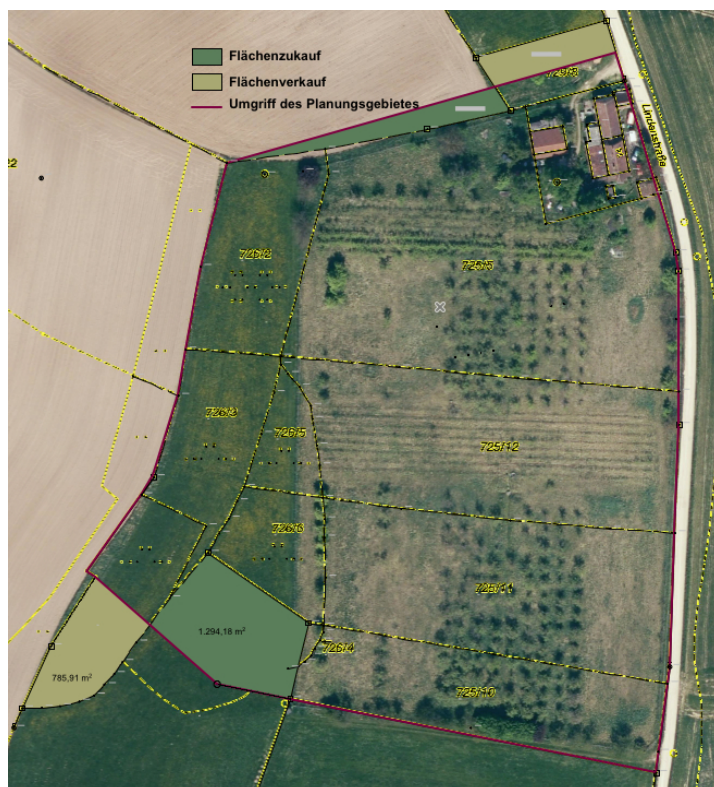 Flächenzukauf
Flächenverkauf
Umgriff des Planungsgebietes
Lindenstraße
726/2
725/5
726/3
726/5
725/12
726/6
725/11
1.294,18 m²
726/4
785,91 m²
725/10